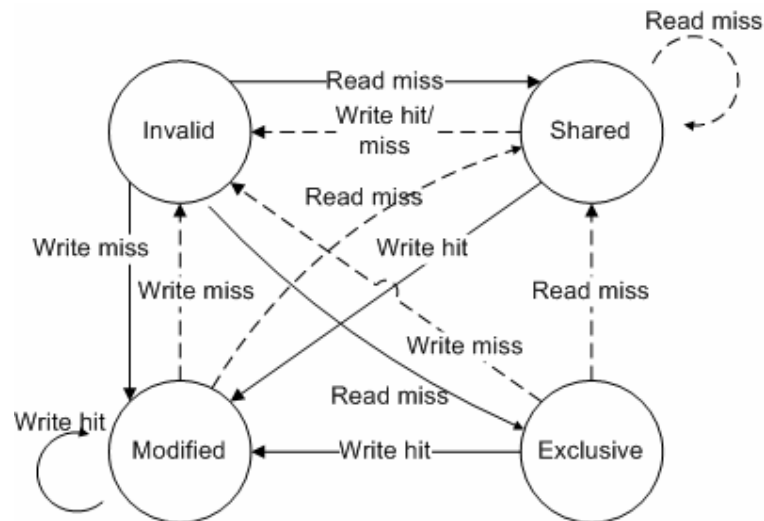 Read miss
Read miss
Invalid
Write hit/
miss
Shared
Read miss
Write miss
Write hit
Write miss
Read miss
Write miss
Read miss
Write hit
Modified
Write hit
Exclusive